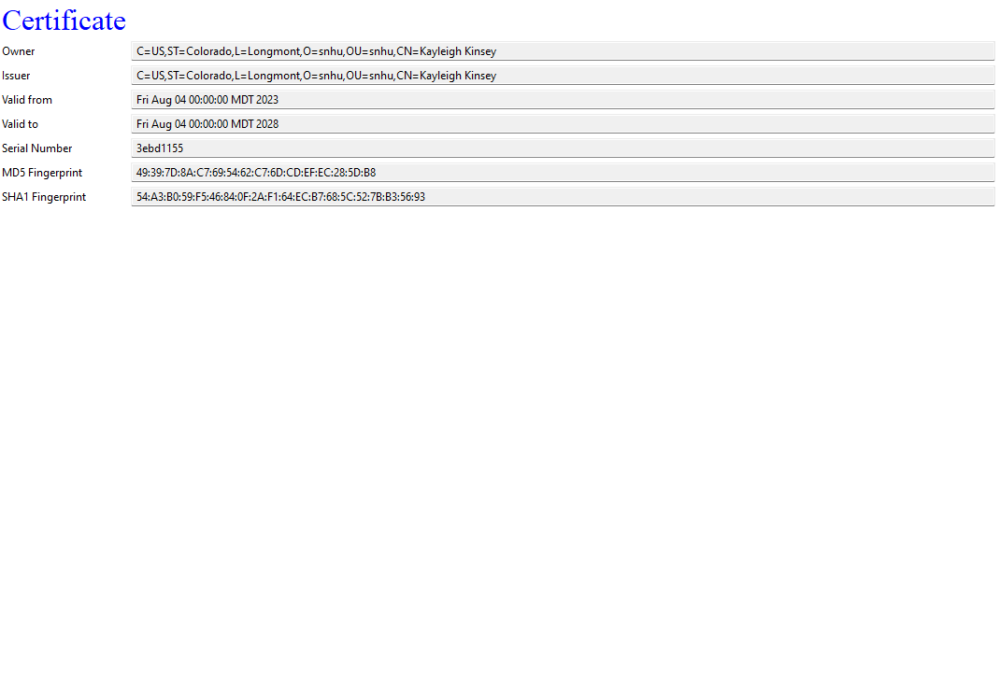 Certificate
Owner C=US,ST=Colorado,L=Longmont,O=snhu,OU=snhu,CN=Kayleigh Kinsey
Issuer C=US,ST=Colorado,L=Longmont,O=snhu,OU=snhu,CN=Kayleigh Kinsey
Valid from Fri Aug 04 00:00:00 MDT 2023
Valid to Fri Aug 04 00:00:00 MDT 2028
Serial Number 3ebd1155
MD5 Fingerprint 49:39:7D:8A:C7:69:54:62:C7:6D:CD:EF:EC:28:5D:B8
SHA1 Fingerprint 54:A3:B0:59:F5:46:84:0F:2A:F1:64:EC:B7:68:5C:52:7B:B3:56:93